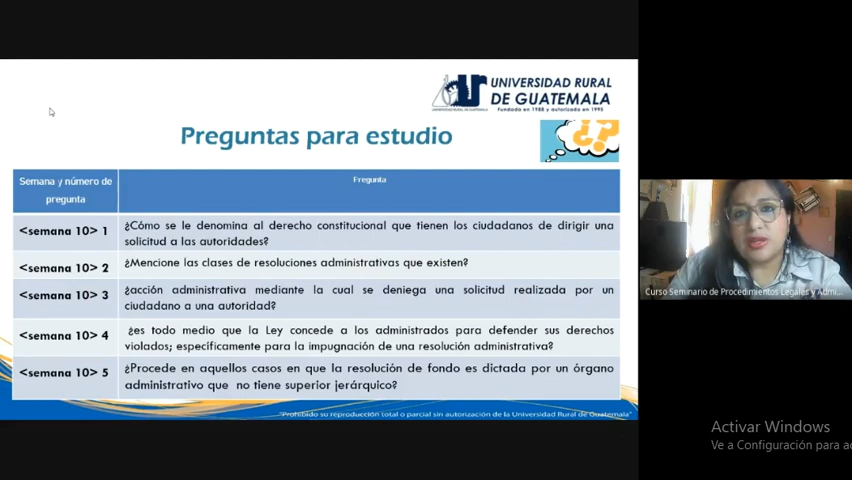 UNIVERSIDAD RURAL
DE GUATEMALA
Fundado en 1988 y autorizado en 1995
Preguntas para estudio
Semana y número de
pregunta
Pregunta
<semana 10> 1
¿Cómo se le denomina al derecho constitucional que tienen los ciudadanos de dirigir una
solicitud a las autoridades?
<semana 10> 2
¿Mencione las clases de resoluciones administrativas que existen?
<semana 10> 3
¿acción administrativa mediante la cual se deniega una solicitud realizada por un
ciudadano a una autoridad?
<semana 10> 4
¿es todo medio que la Ley concede a los administrados para defender sus derechos
violados; específicamente para la impugnación de una resolución administrativa?
<semana 10> 5
¿Procede en aquellos casos en que la resolución de fondo es dictada por un órgano
administrativo que no tiene superior jerárquico?
"Prohibido su reproducción total o parcial sin autorización de la Universidad Rural de Guatemala"
Curso Seminario de Procedimientos Legales y Admi...
Activar Windows
Ve a Configuración para ac